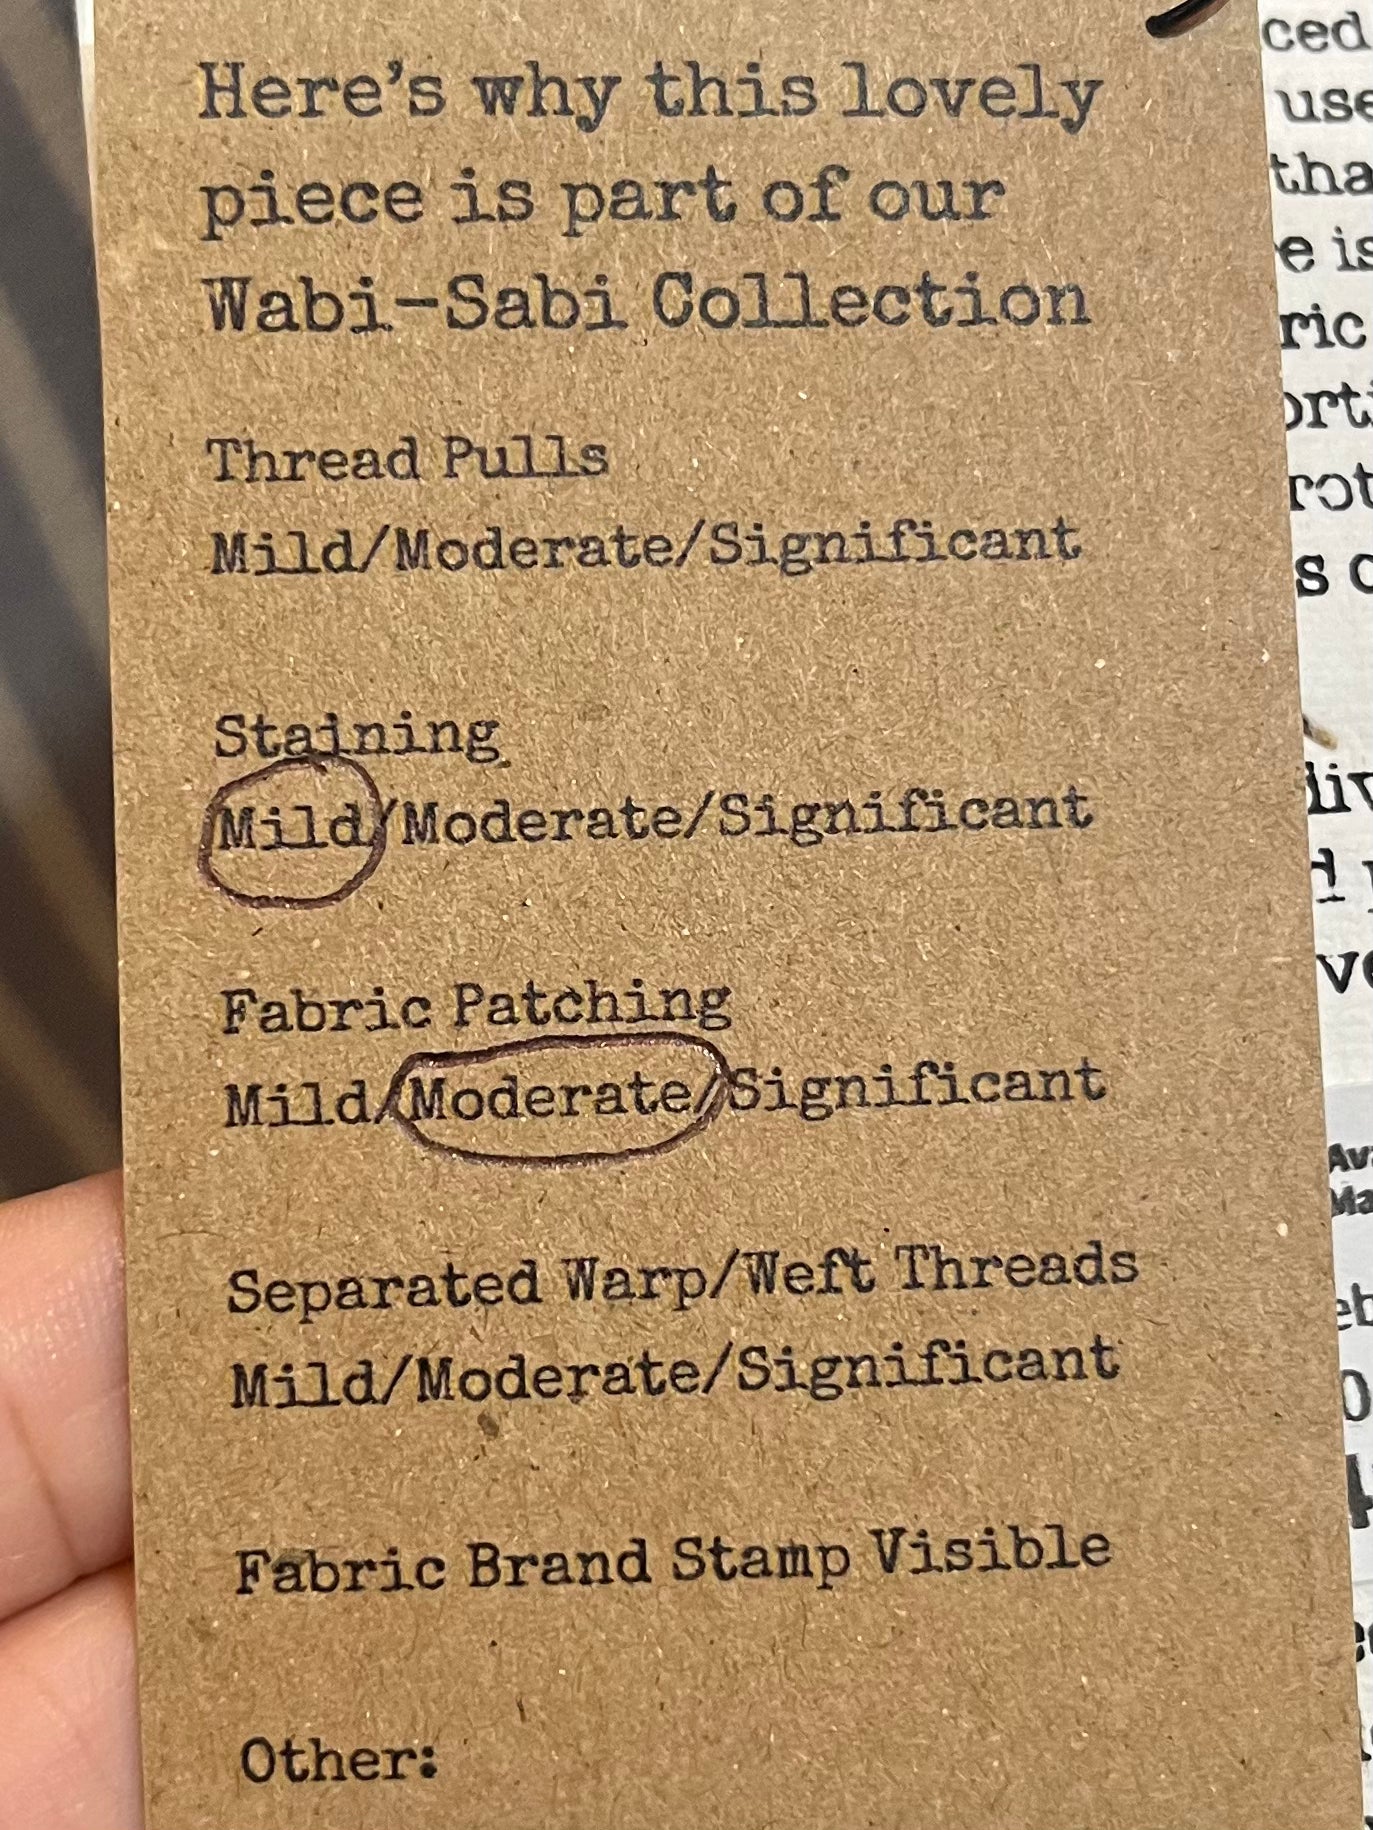 Here's why this lovely
piece is part of our
Wabi-Sabi Collection
Thread Pulls
Mild/Moderate/Significant
Staining
Mild/Moderate/Significant
Fabric Patching
Mild/Moderate/Significant
Separated Warp/Weft Threads
Mild/Moderate/Significant
Fabric Brand Stamp Visible
Other: